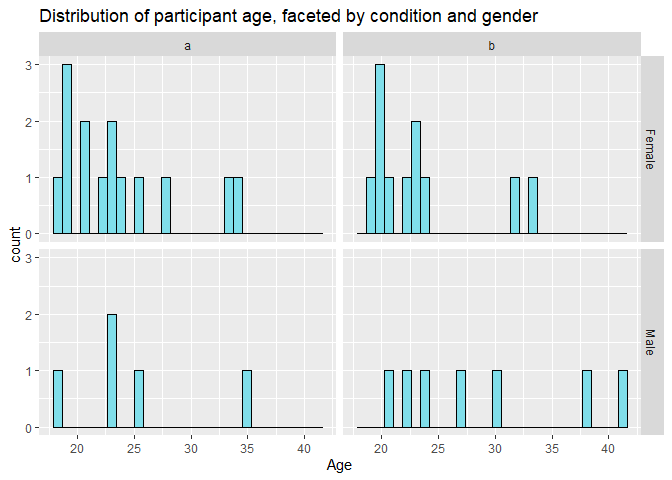 Distribution of participant age, faceted by condition and gender
a
b
3
2
1
0
Female
3
2
1
0
Male
count
20
25
30
35
40
20
25
30
35
40
Age